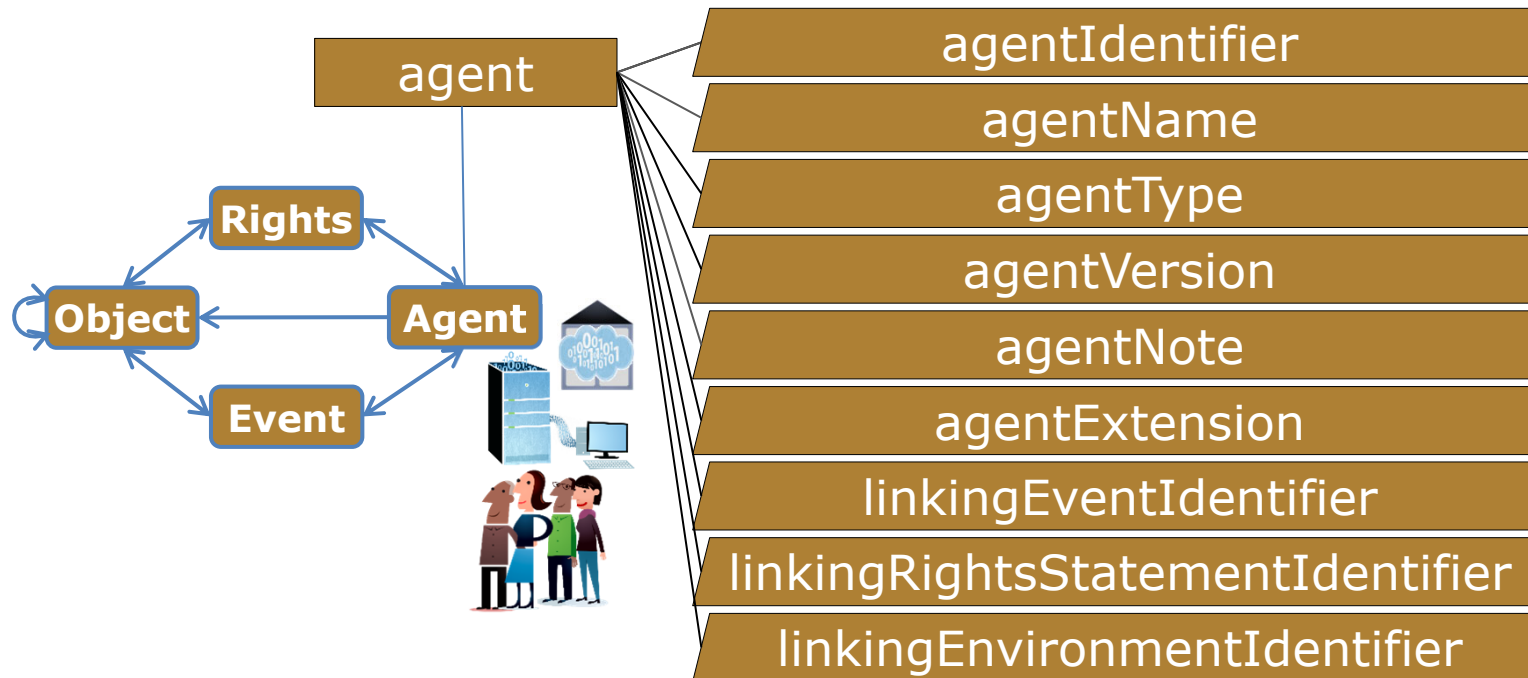 agent
agentIdentifier
agentName
agentType
agentVersion
agentNote
agentExtension
linkingEventIdentifier
linkingRightsStatementIdentifier
linkingEnvironmentIdentifier
Rights
Object
Agent
Event